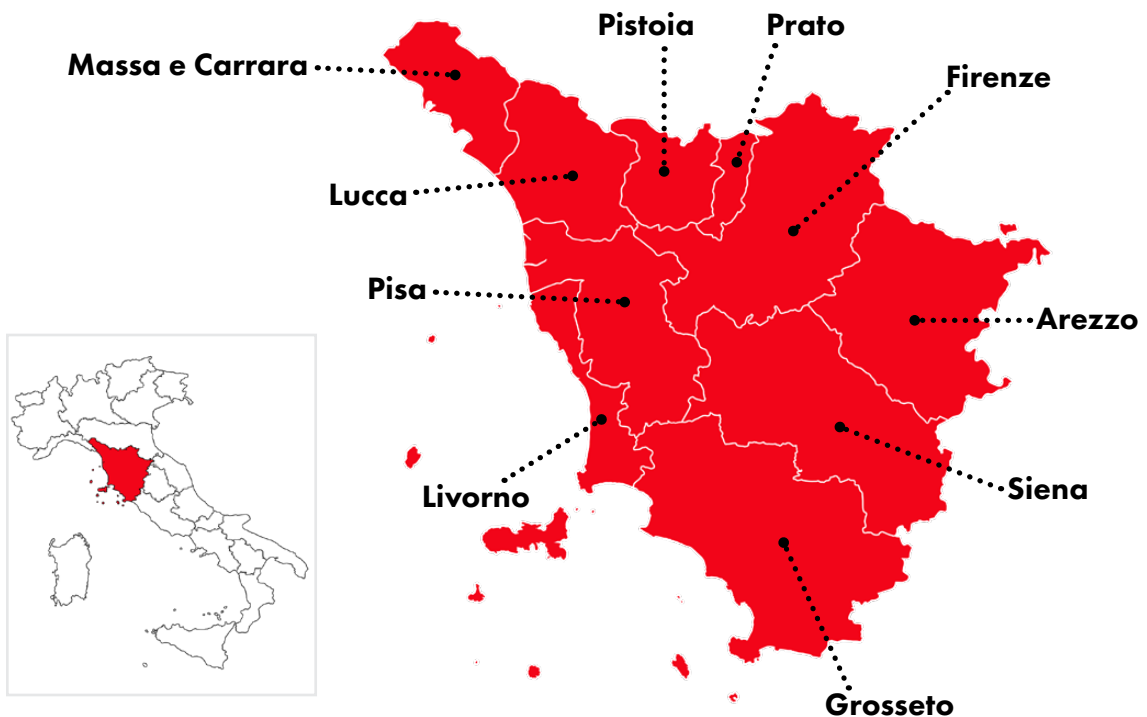 Pistoia
Prato
Massa e Carrara
Firenze
Lucca
Pisa
Arezzo
Livorno
Siena
Grosseto